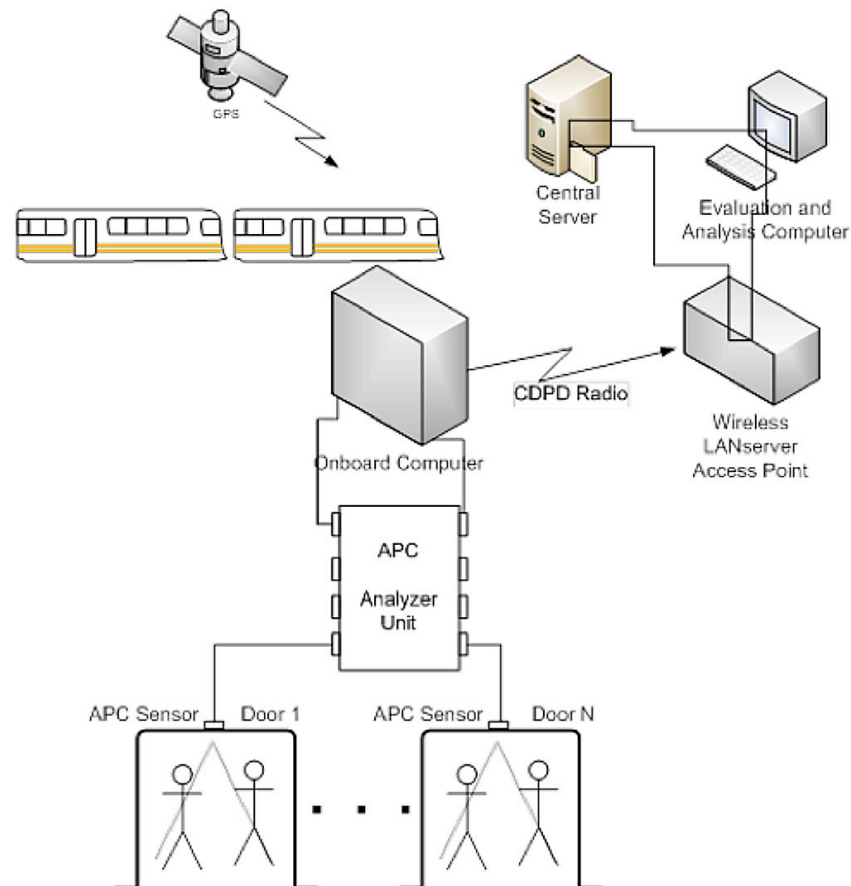 GPS
Central
Server
Evaluation and
Analysis Computer
CDPD Radio
Wireless
LANserver
Access Point
Onboard Computer
APC
Analyzer
Unit
APC Sensor
Door 1
APC Sensor
Door N